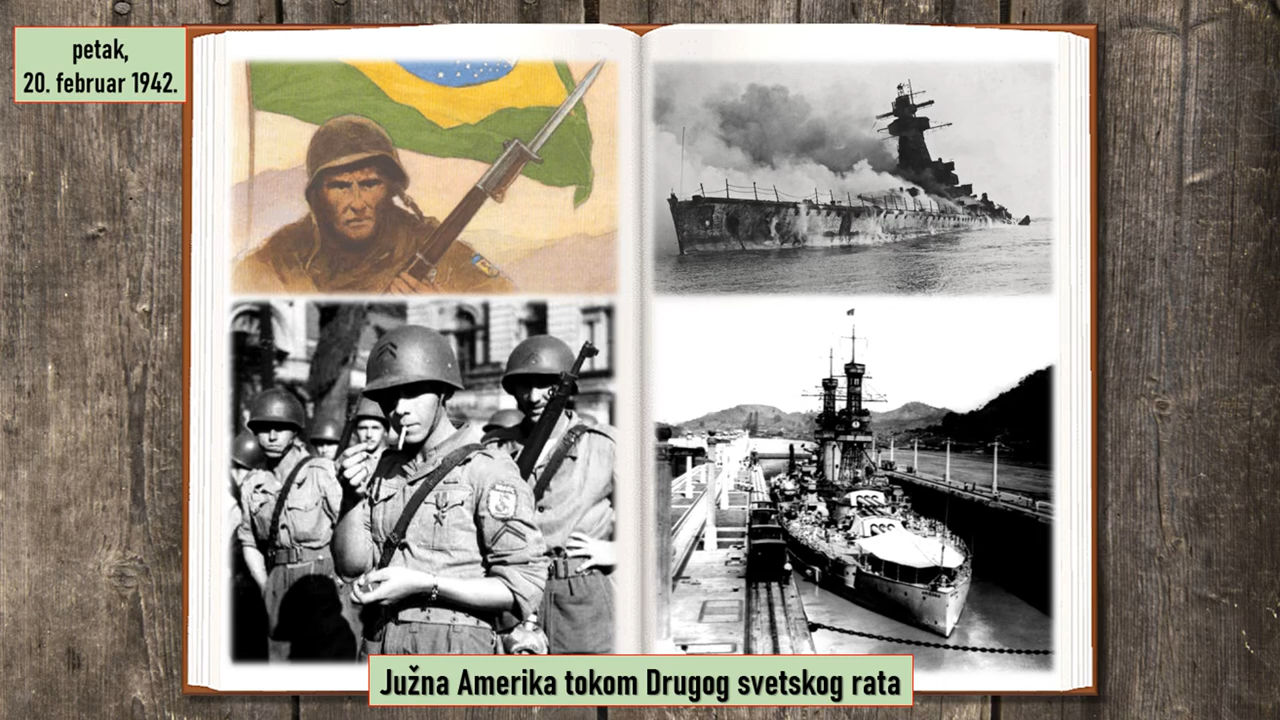 petak,
20. februar 1942.
Južna Amerika tokom Drugog svetskog rata